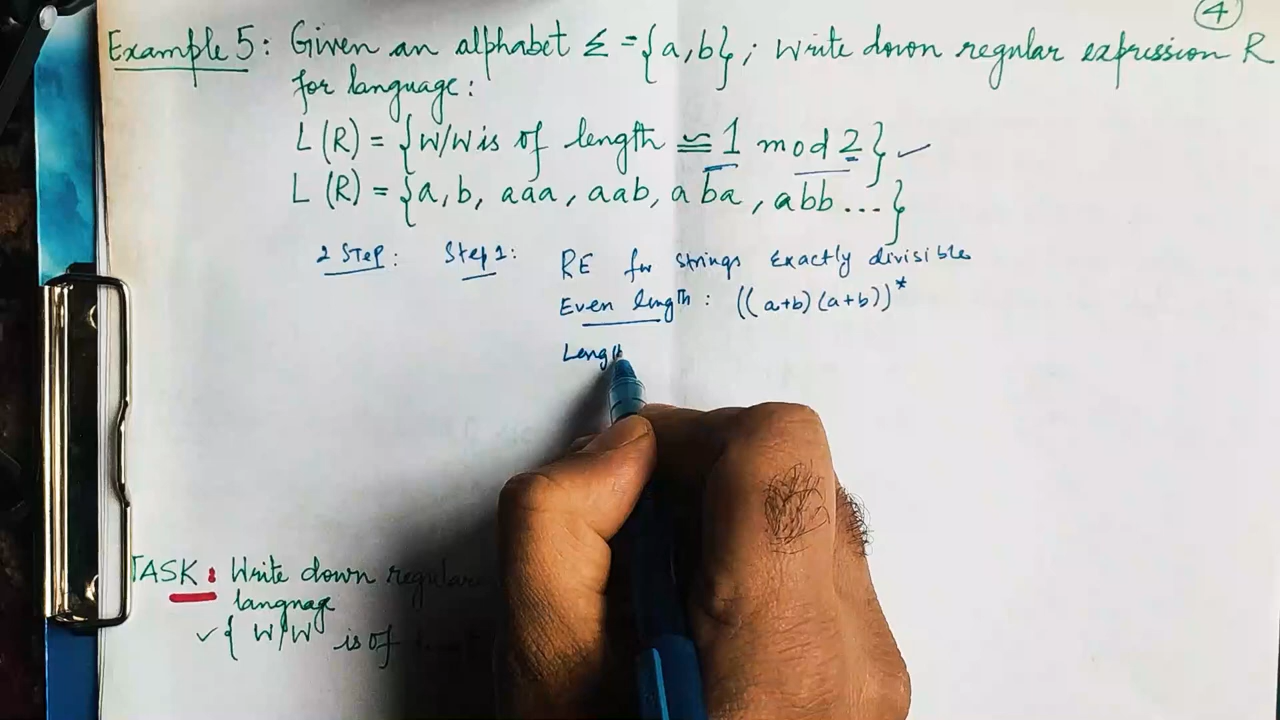 4
Example 5: Given an alphabet Σ = {a,b}; Write down regular expression R
for language:
L(R) = {W/W is of length ≌ 1 mod 2} ✓
L(R) = {a, b, aaa, aab, aba, abb...}
2 Step: Step 1: RE for strings Exactly divisible
Even length: ((a+b)(a+b))*
Length
TASK: Write down regular
language
✓{ W/W is of